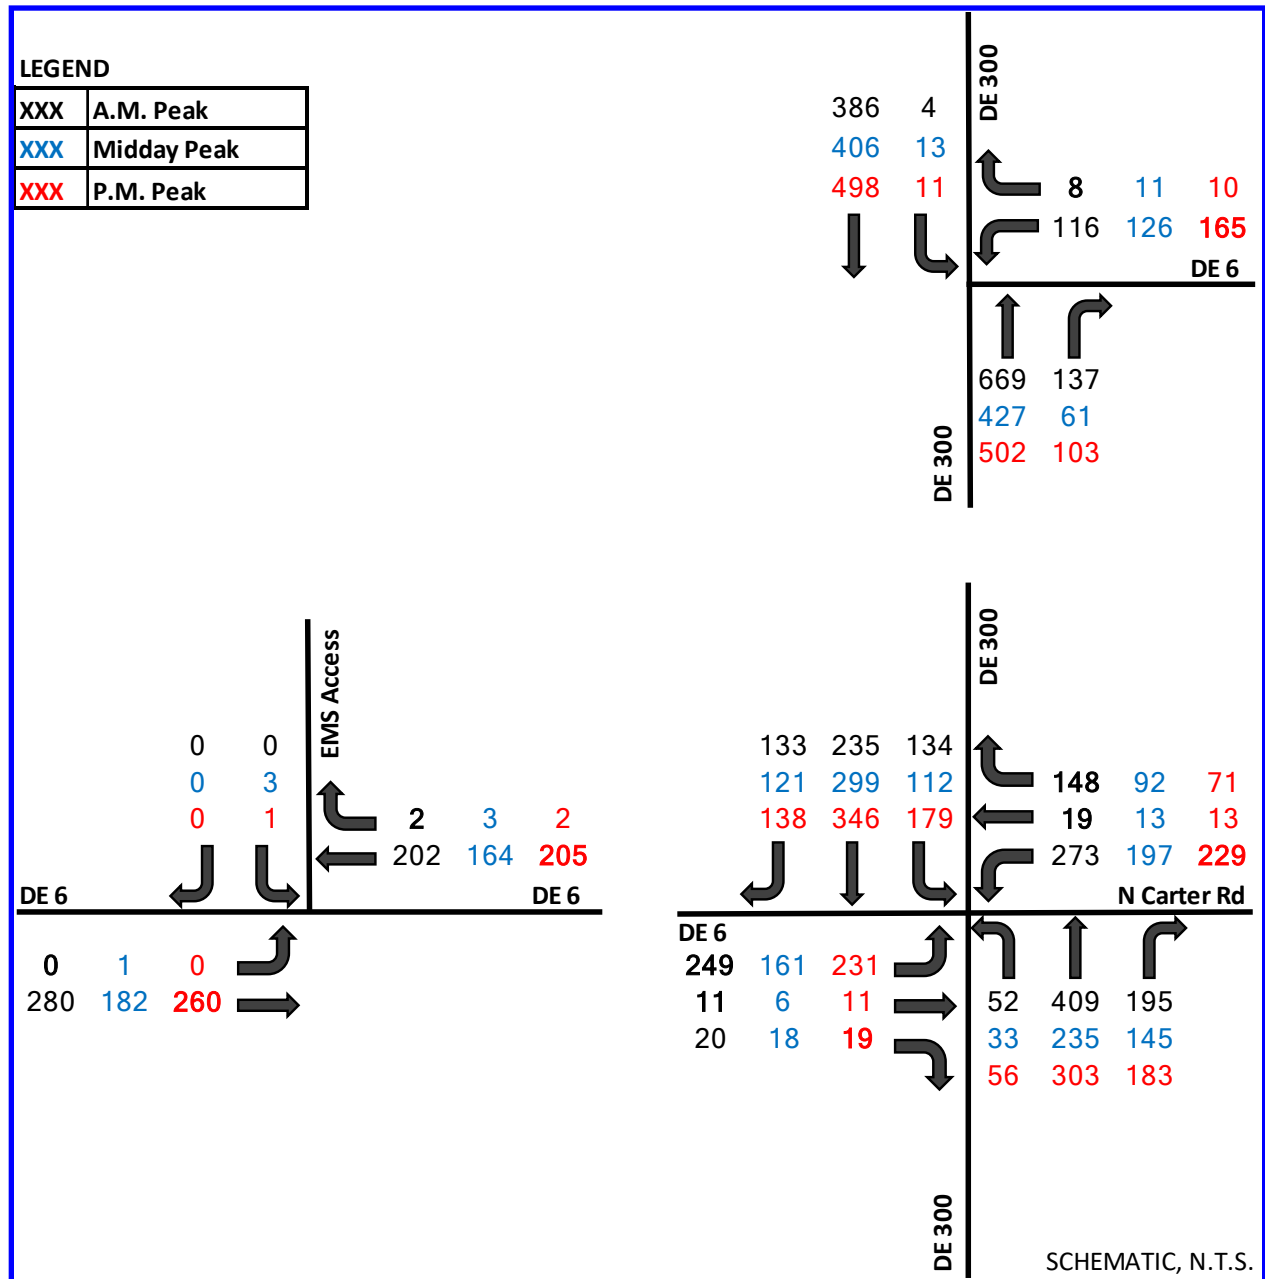 LEGEND
XXX A.M. Peak
XXX Midday Peak
XXX P.M. Peak
DE 300
386 4
406 13
498 11
8 11 10
116 126 165
DE 6
669 137
427 61
502 103
DE 300
EMS Access
0 0
0 3
0 1
2 3 2
202 164 205
DE 6 DE 6
0 1 0
280 182 260
DE 300
133 235 134
121 299 112
138 346 179
148 92 71
19 13 13
273 197 229
N Carter Rd
DE 6
249 161 231
11 6 11
20 18 19
52 409 195
33 235 145
56 303 183
DE 300
SCHEMATIC, N.T.S.